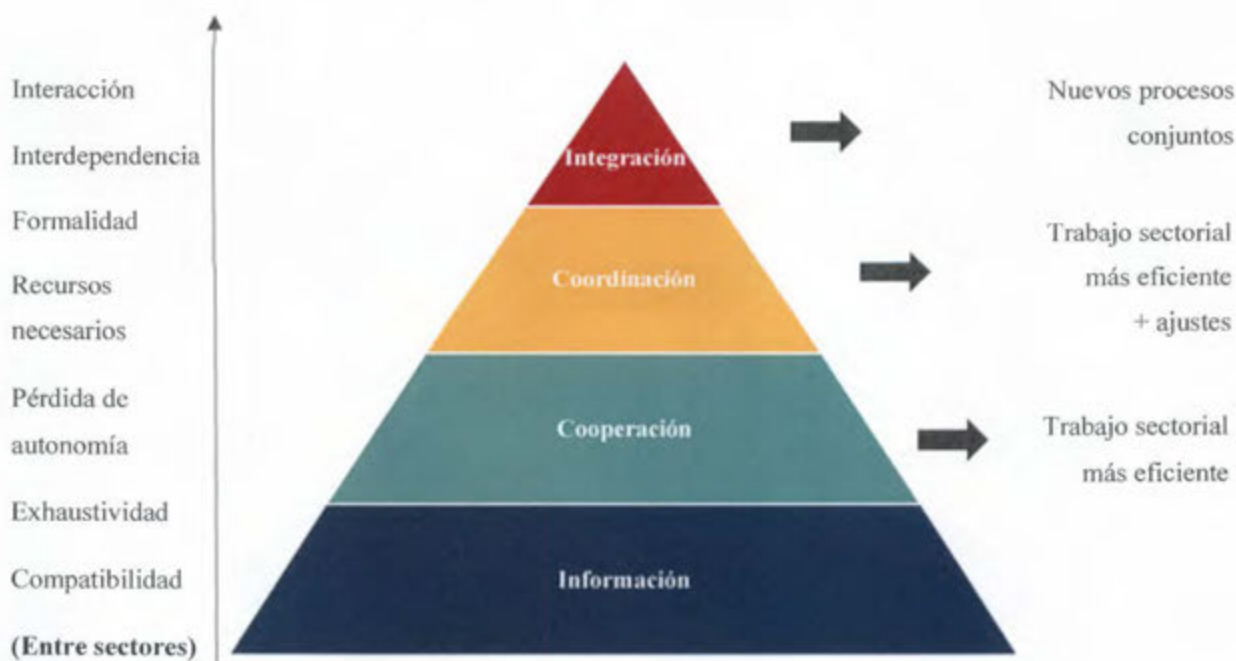 Interacción
Interdependencia
Formalidad
Recursos
necesarios
Pérdida de
autonomía
Exhaustividad
Compatibilidad
(Entre sectores)
Integración
Coordinación
Cooperación
Información
Nuevos procesos
conjuntos
Trabajo sectorial
más eficiente
+ ajustes
Trabajo sectorial
más eficiente